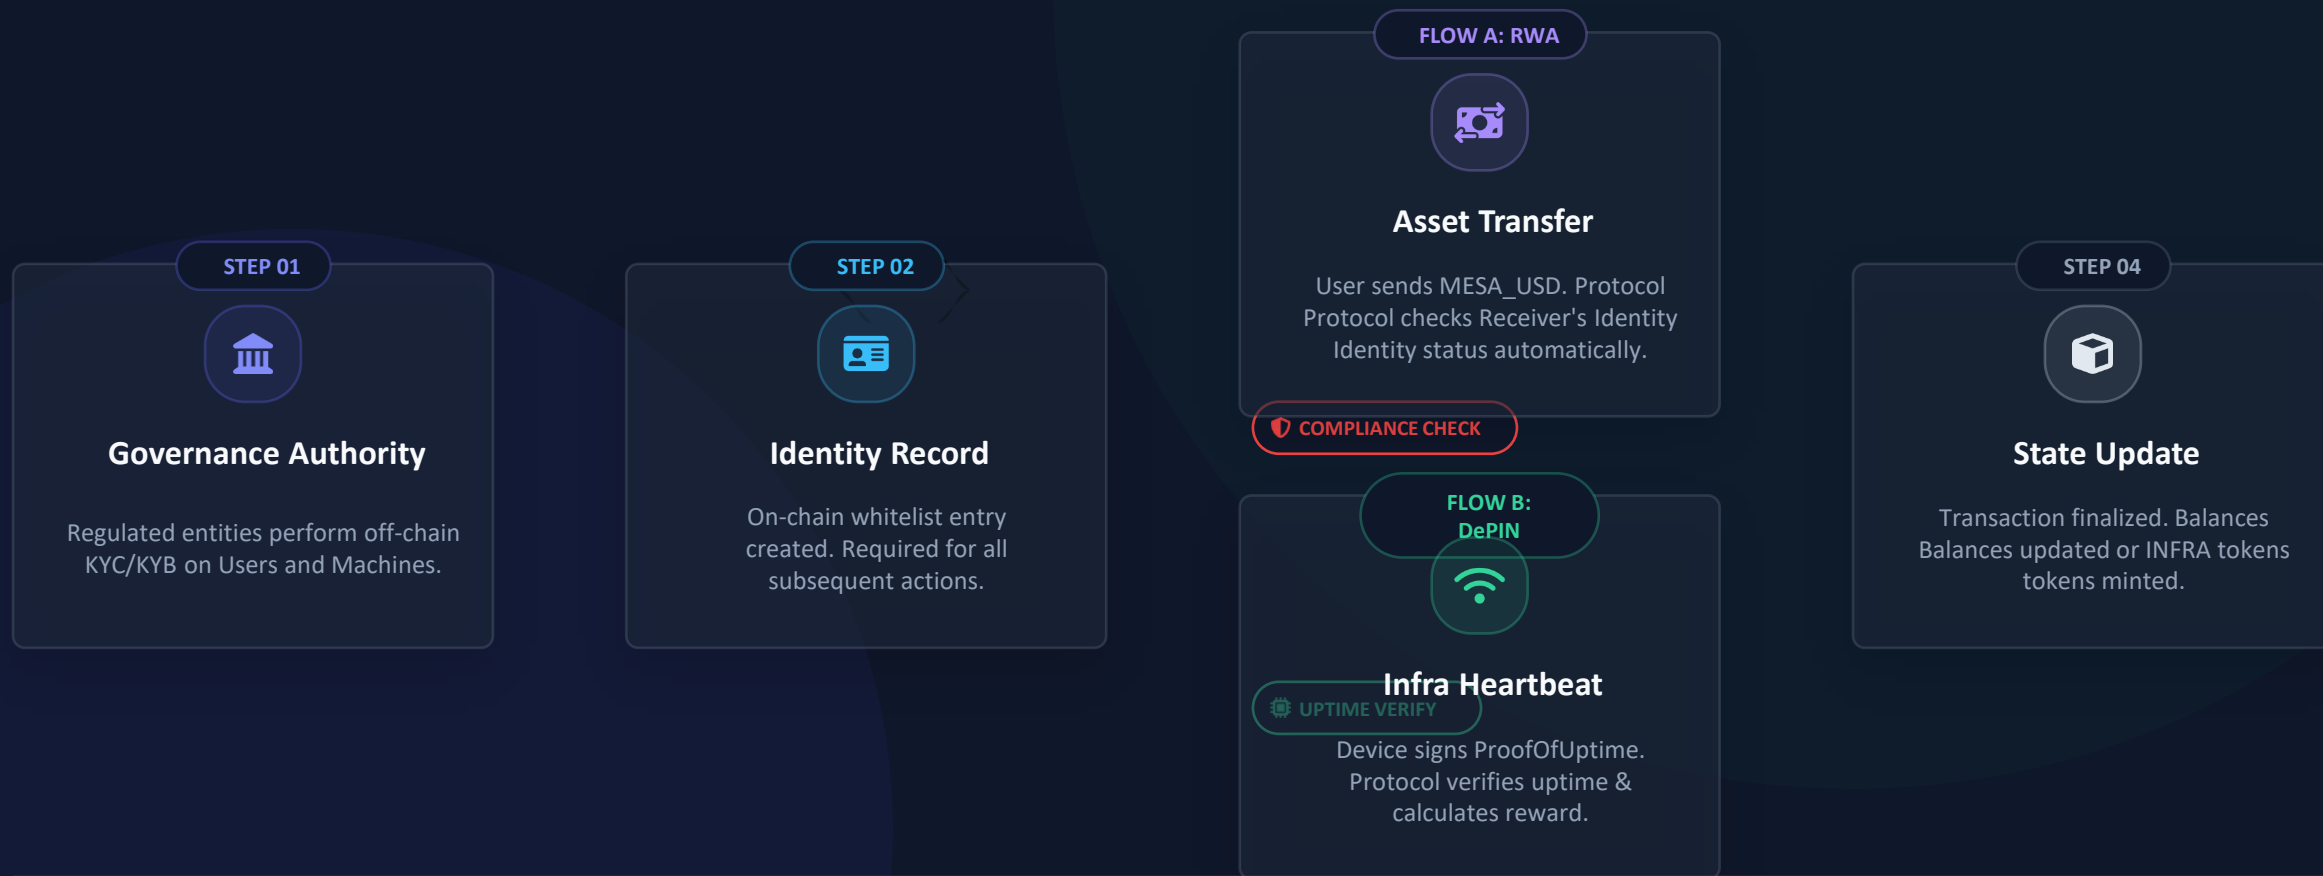 STEP 01
Governance Authority
Regulated entities perform off-chain
KYC/KYB on Users and Machines.
STEP 02
Identity Record
On-chain whitelist entry
created. Required for all
subsequent actions.
FLOW A: RWA
Asset Transfer
User sends MESA_USD. Protocol
Protocol checks Receiver's Identity
Identity status automatically.
COMPLIANCE CHECK
FLOW B:
DePIN
Infra Heartbeat
UPTIME VERIFY
Device signs ProofOfUptime.
Protocol verifies uptime &
calculates reward.
STEP 04
State Update
Transaction finalized. Balances
Balances updated or INFRA tokens
tokens minted.